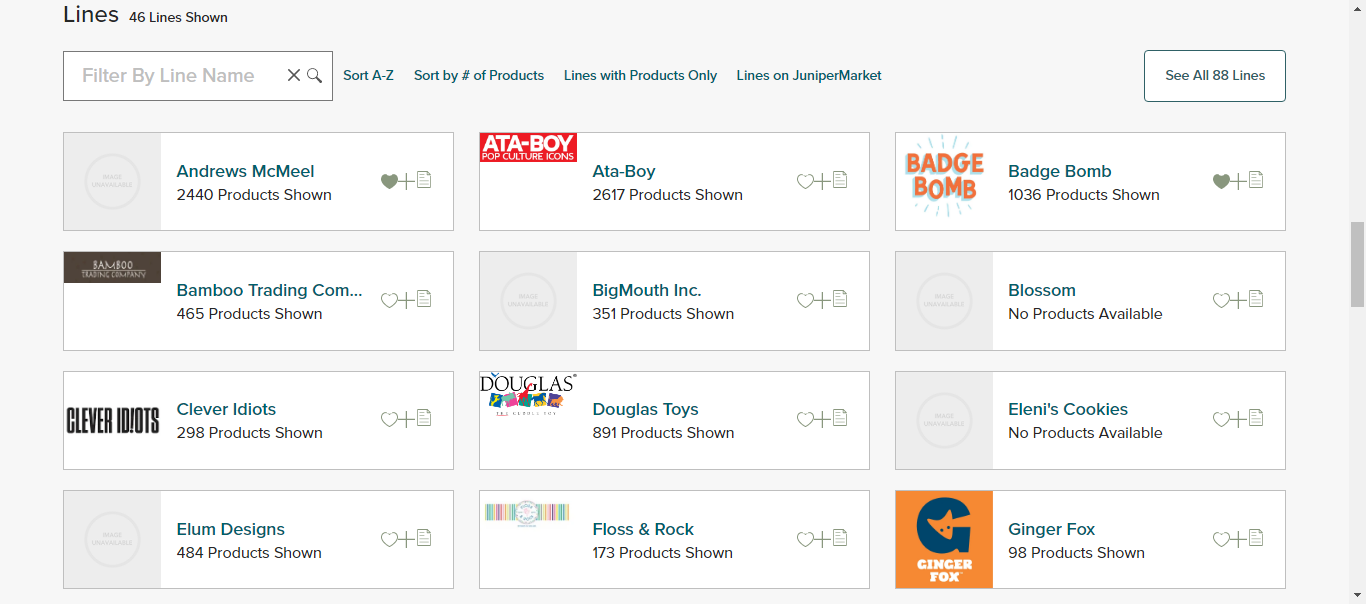 Lines 46 Lines Shown
Filter By Line Name
Sort A-Z
Sort by # of Products
Lines with Products Only
Lines on JuniperMarket
See All 88 Lines
IMAGE
UNAVAILABLE
Andrews McMeel
2440 Products Shown
ATA-BOY
POP CULTURE ICONS
Ata-Boy
2617 Products Shown
BADGE
BOMB
Badge Bomb
1036 Products Shown
BAMBOO
TRADING COMPANY
Bamboo Trading Com...
465 Products Shown
IMAGE
UNAVAILABLE
BigMouth Inc.
351 Products Shown
IMAGE
UNAVAILABLE
Blossom
No Products Available
CLEVER IDIOTS
Clever Idiots
298 Products Shown
DOUGLAS
Douglas Toys
891 Products Shown
IMAGE
UNAVAILABLE
Eleni's Cookies
No Products Available
IMAGE
UNAVAILABLE
Elum Designs
484 Products Shown
Floss & Rock
173 Products Shown
G
GINGER
FOX
Ginger Fox
98 Products Shown